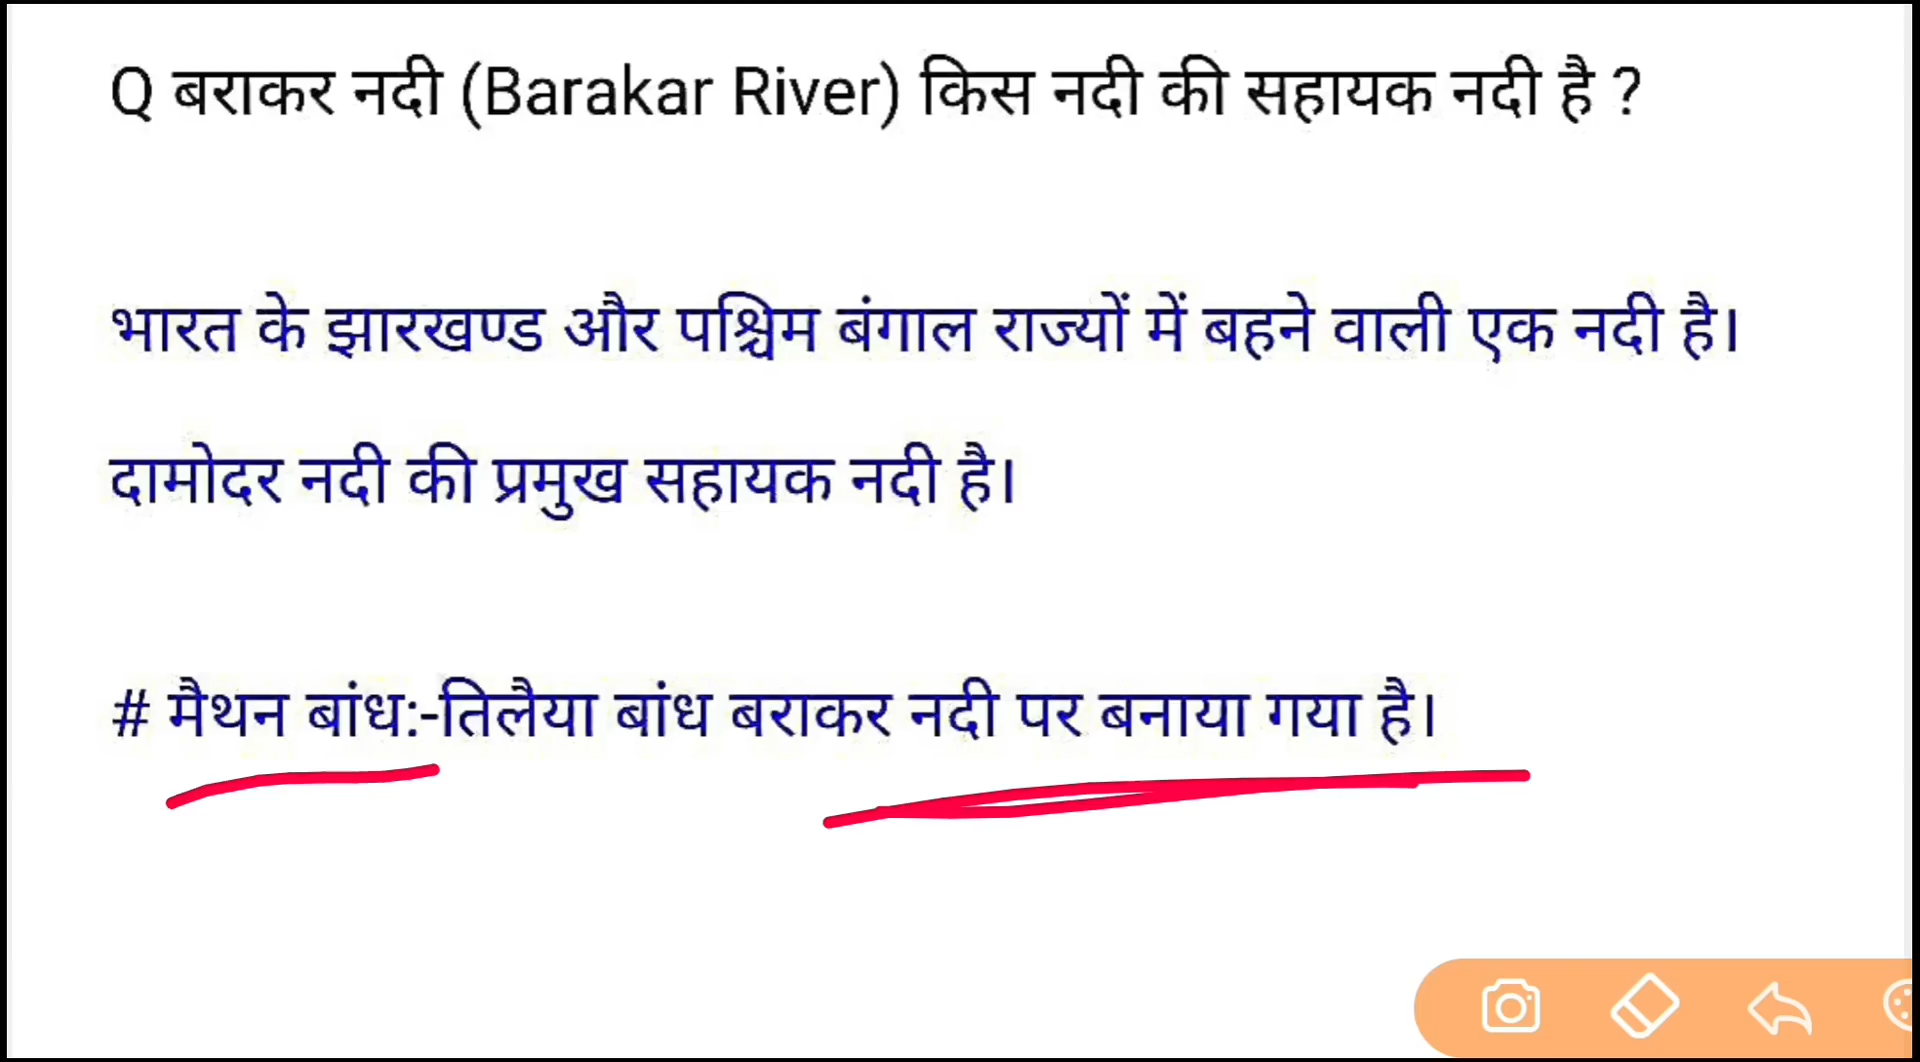 Q बराकर नदी (Barakar River) किस नदी की सहायक नदी है ?
भारत के झारखण्ड और पश्चिम बंगाल राज्यों में बहने वाली एक नदी है।
दामोदर नदी की प्रमुख सहायक नदी है।
# मैथन बांध:-तिलैया बांध बराकर नदी पर बनाया गया है।